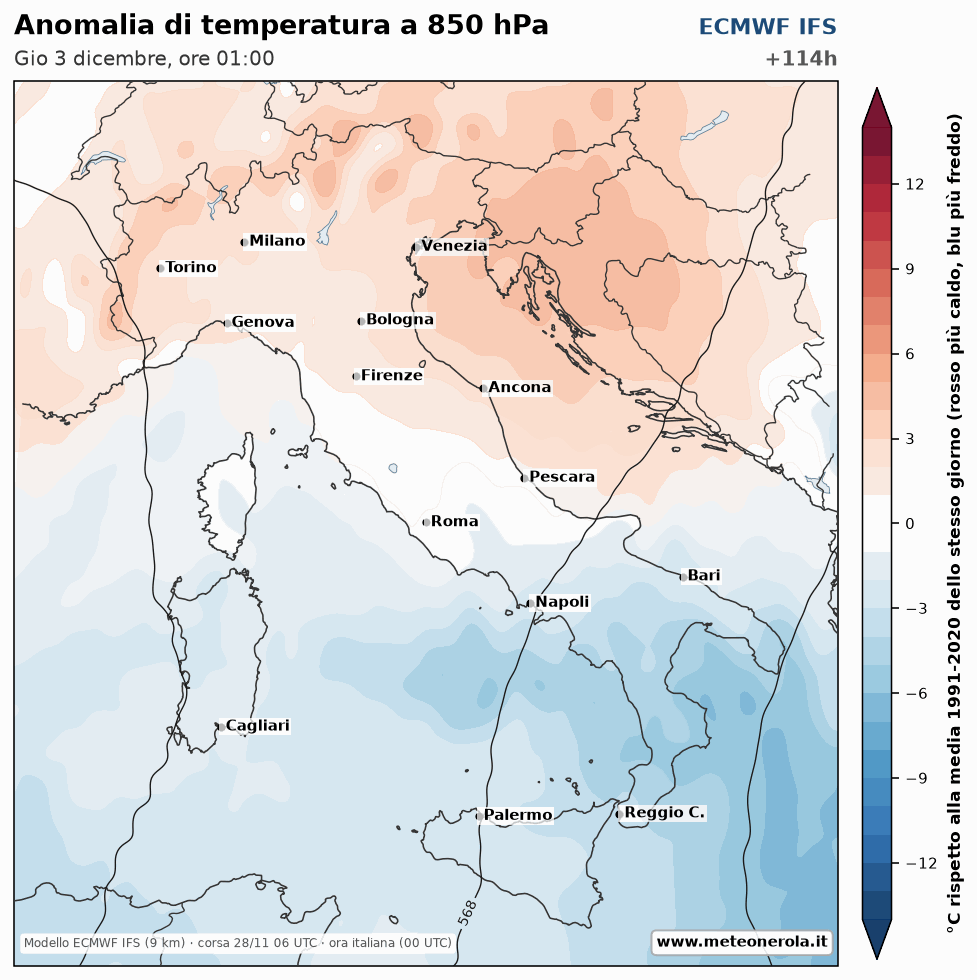 Anomalia di temperatura a 850 hPa
ECMWF IFS
Gio 3 dicembre, ore 01:00
+114h
Milano
Venezia
Torino
Genova
Bologna
Firenze
Ancona
Pescara
Roma
Bari
Napoli
Cagliari
Palermo
Reggio C.
568
Modello ECMWF IFS (9 km) · corsa 28/11 06 UTC · ora italiana (00 UTC)
www.meteonerola.it
12
9
6
3
0
−3
−6
−9
−12
°C rispetto alla media 1991-2020 dello stesso giorno (rosso più caldo, blu più freddo)